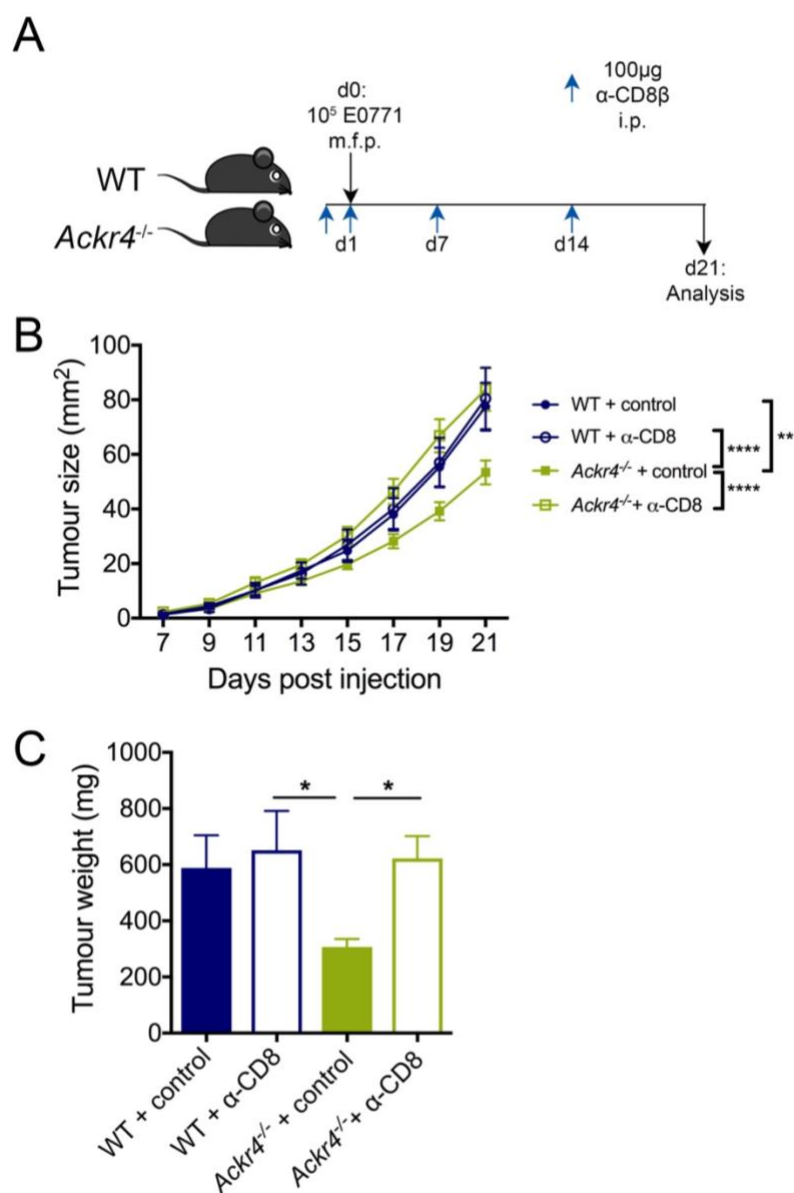 A
d0:
10⁵ E0771
m.f.p.
100µg
α-CD8β
i.p.
WT
Ackr4-/-
d1
d7
d14
d21:
Analysis
B
Tumour size (mm²)
100
80
60
40
20
0
7 9 11 13 15 17 19 21
Days post injection
WT + control
WT + α-CD8
Ackr4-/- + control
Ackr4-/-+ α-CD8
****
****
**
C
Tumour weight (mg)
1000
800
600
400
200
0
* *
WT + control
WT + α-CD8
Ackr4-/- + control
Ackr4-/-+ α-CD8